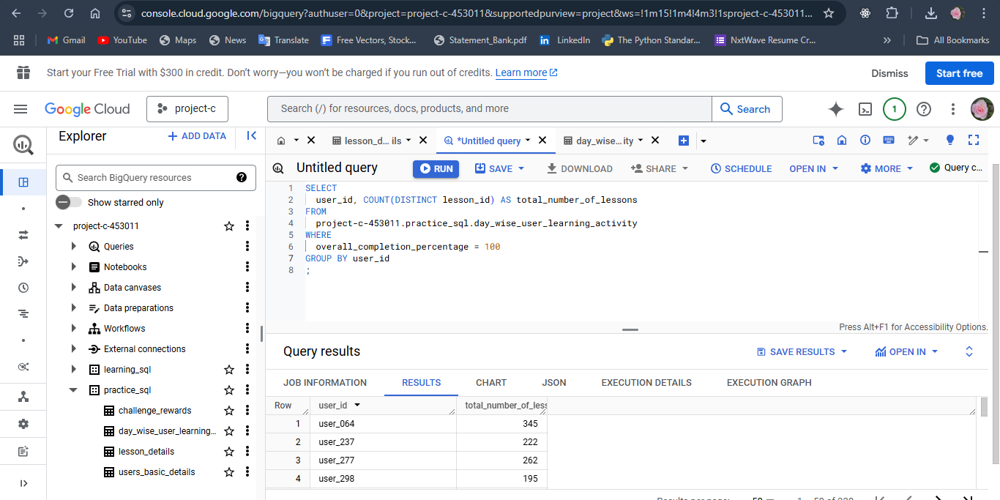 console.cloud.google.com/bigquery?authuser=0&project=project-c-453011&supportedpurview=project&ws=!1m15!1m4!4m3!1sproject-c-453011...
Gmail YouTube Maps News Translate Free Vectors, Stock... Statement_Bank.pdf LinkedIn The Python Standar... NxtWave Resume Cr... » All Bookmarks
Start your Free Trial with $300 in credit. Don't worry—you won't be charged if you run out of credits. Learn more Dismiss Start free
Google Cloud project-c Search (/) for resources, docs, products, and more Search 1
Explorer + ADD DATA
lesson_d... ils *Untitled query day_wise...ity
Untitled query RUN SAVE DOWNLOAD SHARE SCHEDULE OPEN IN MORE Query c...
Search BigQuery resources
Show starred only
project-c-453011
Queries
Notebooks
Data canvases
Data preparations
Workflows
External connections
learning_sql
practice_sql
challenge_rewards
day_wise_user_learning...
lesson_details
users_basic_details
1 SELECT
2 user_id, COUNT(DISTINCT lesson_id) AS total_number_of_lessons
3 FROM
4 project-c-453011.practice_sql.day_wise_user_learning_activity
5 WHERE
6 overall_completion_percentage = 100
7 GROUP BY user_id
8 ;
Press Alt+F1 for Accessibility Options.
Query results SAVE RESULTS OPEN IN
JOB INFORMATION RESULTS CHART JSON EXECUTION DETAILS EXECUTION GRAPH
Row user_id total_number_of_less
1 user_064 345
2 user_237 222
3 user_277 262
4 user_298 195